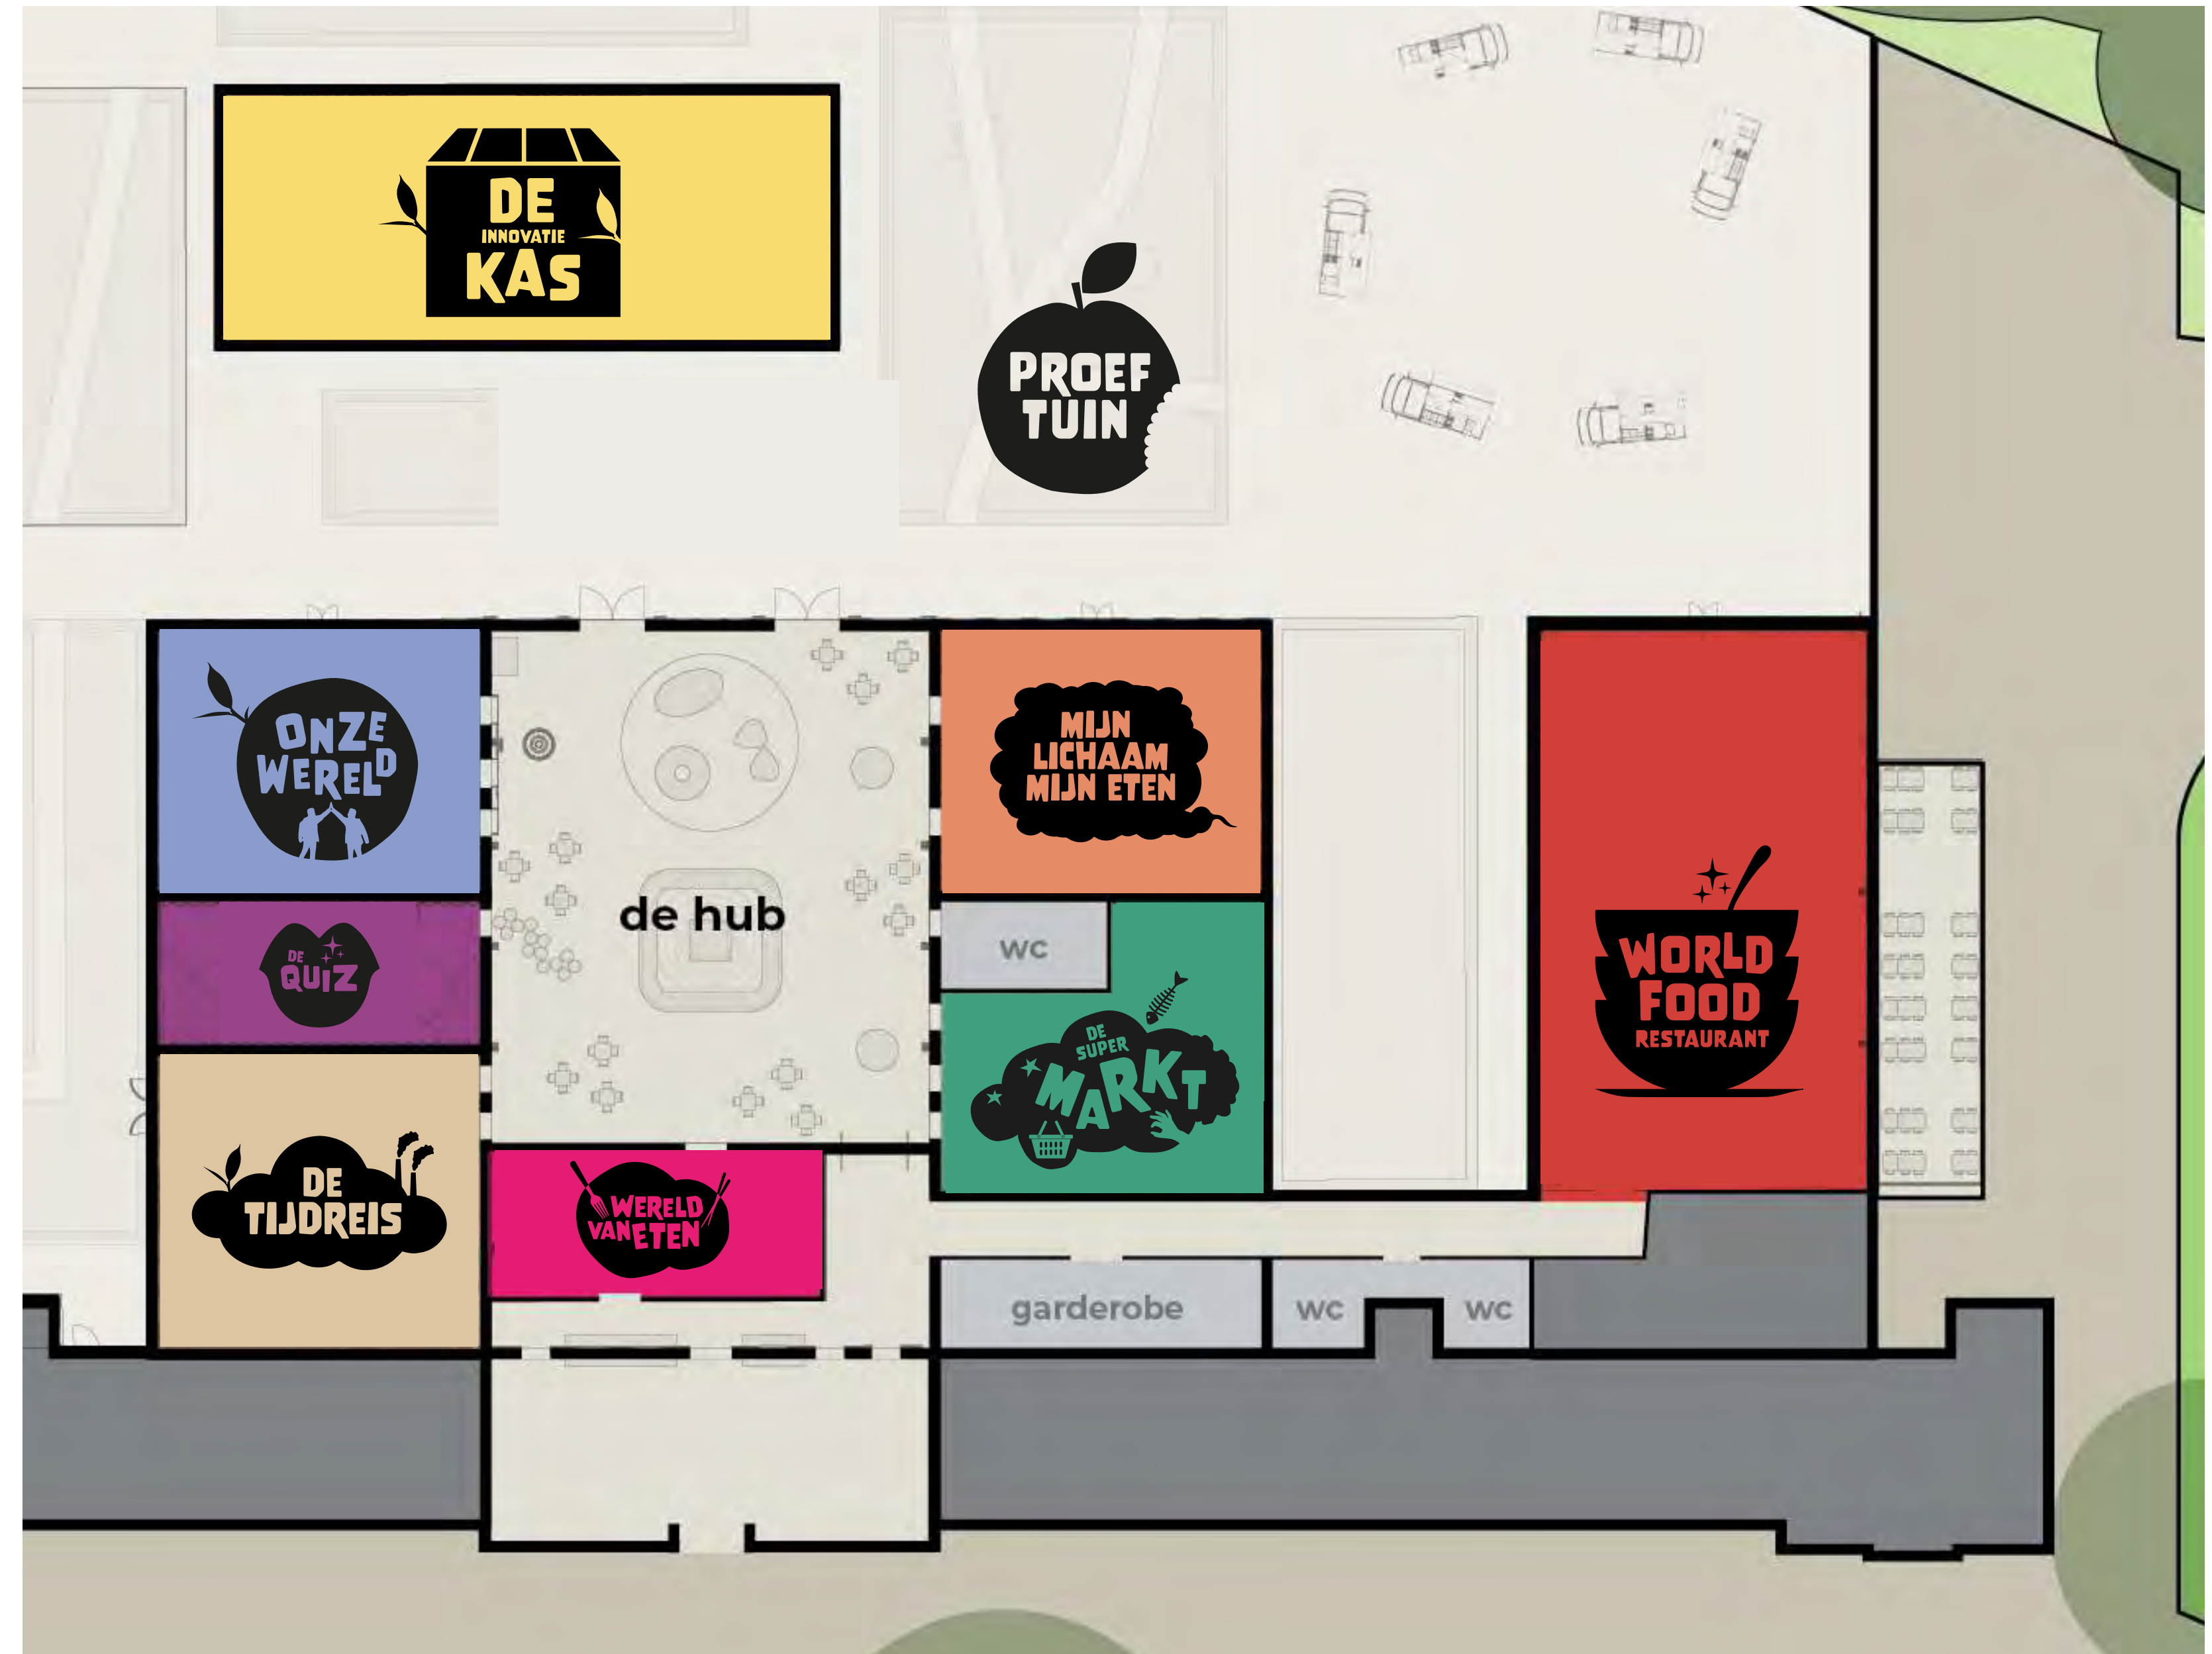 DE
INNOVATIE
KAS
PROEF
TUIN
ONZE
WERELD
MIJN
LICHAAM
MIJN ETEN
de hub
DE
QUIZ
wc
DE
SUPER
MARKT
WORLD
FOOD
RESTAURANT
DE
TIJDREIS
WERELD
VAN ETEN
garderobe
wc
wc